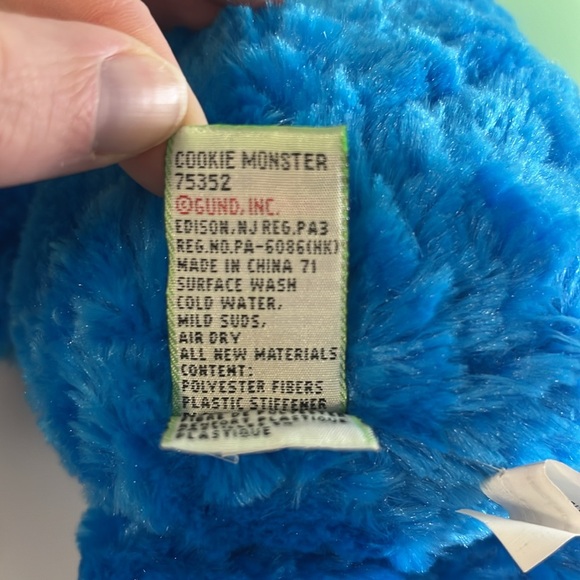 COOKIE MONSTER
75352
©GUND, INC.
EDISON, NJ REG.PA3
REG.NO.PA-6086(HK)
MADE IN CHINA 71
SURFACE WASH
COLD WATER,
MILD SUDS,
AIR DRY
ALL NEW MATERIALS
CONTENT:
POLYESTER FIBERS
PLASTIC STIFFENER
PLASTIQUE